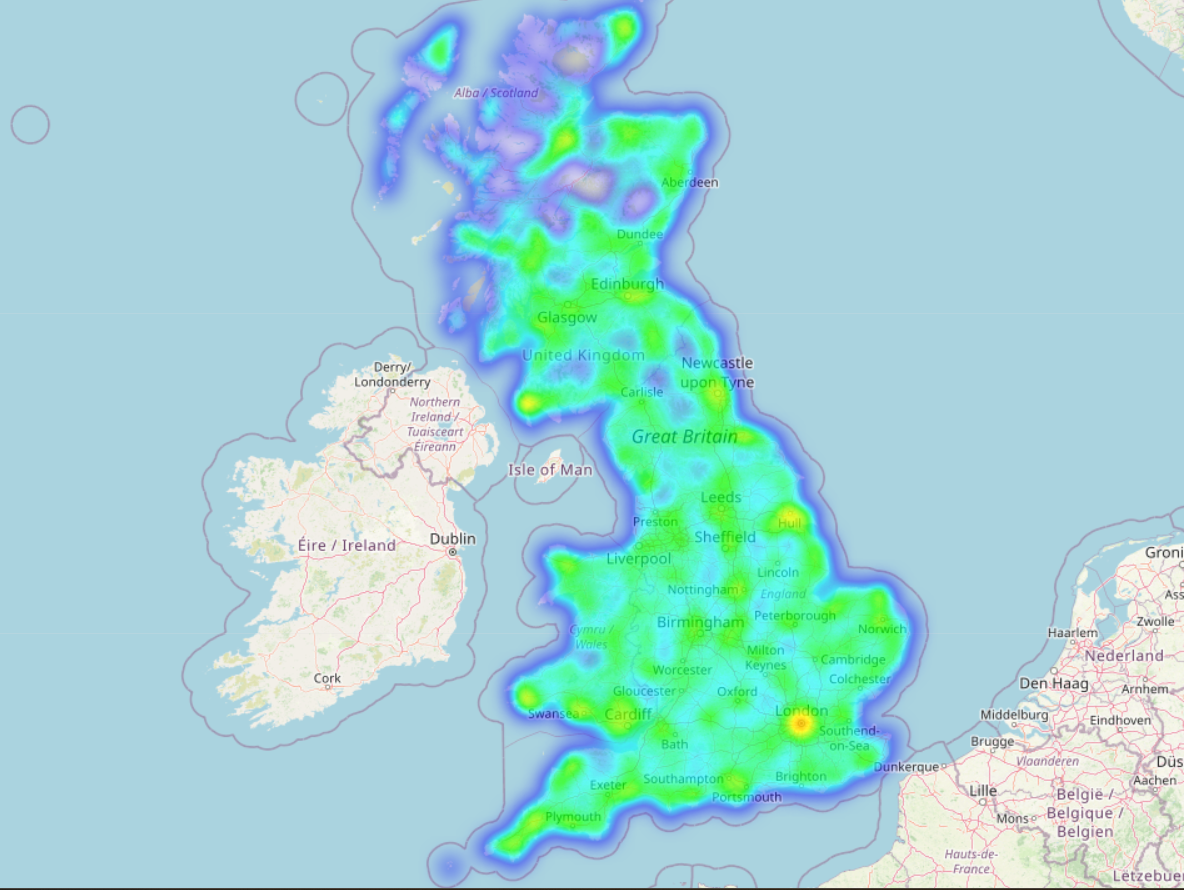 Alba / Scotland
Aberdeen
Dundee
Edinburgh
Glasgow
United Kingdom
Newcastle
upon Tyne
Derry/
Londonderry
Carlisle
Northern
Ireland /
Tuaisceart
Éireann
Great Britain
Isle of Man
Leeds
Preston
Hull
Sheffield
Dublin
Éire / Ireland
Liverpool
Groni
Lincoln
Nottingham
England
Ass
Peterborough
Zwolle
Birmingham
Norwich
Haarlem
Cymru /
Wales
Milton
Keynes
Nederland
Cambridge
Worcester
Cork
Colchester
Den Haag
Arnhem
Gloucester
Oxford
Swansea
Cardiff
London
Middelburg
Eindhoven
Southend-
on-Sea
Bath
Brugge
Vlaanderen
Düs
Dunkerque
Aachen
Exeter
Southampton
Brighton
Portsmouth
Lille
België /
Belgique /
Belgien
Plymouth
Mons
Hauts-de-
France
Lëtzebuer